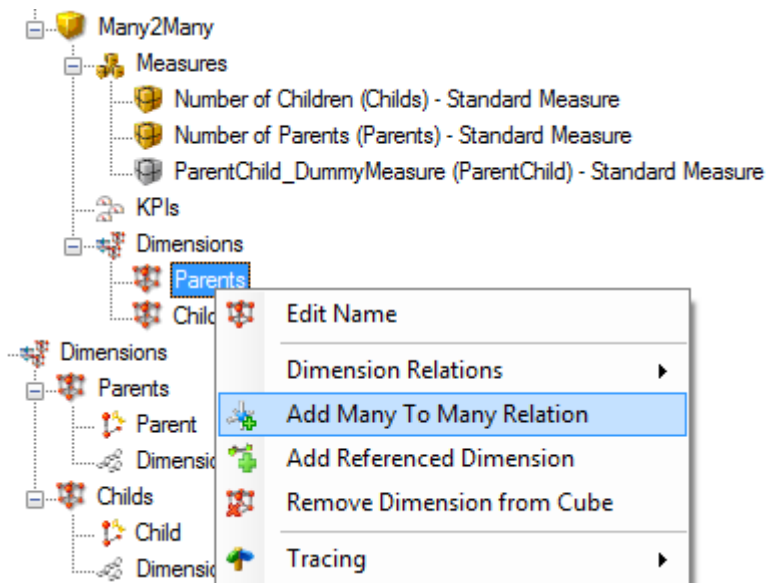 Many2Many
Measures
Number of Children (Childs) - Standard Measure
Number of Parents (Parents) - Standard Measure
ParentChild_DummyMeasure (ParentChild) - Standard Measure
KPIs
Dimensions
Parents
Edit Name
Dimensions
Dimension Relations
Parents
Parent
Add Many To Many Relation
Add Referenced Dimension
Childs
Remove Dimension from Cube
Child
Tracing